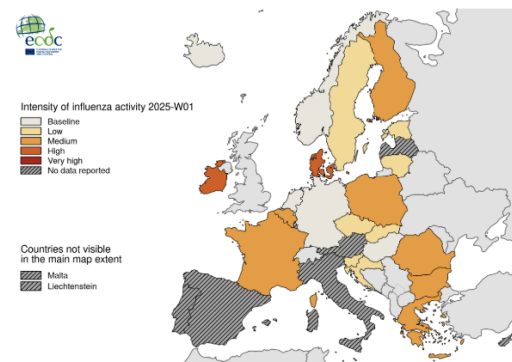 ecdc
Intensity of influenza activity 2025-W01
Baseline
Low
Medium
High
Very high
No data reported
Countries not visible
in the main map extent
Malta
Liechtenstein